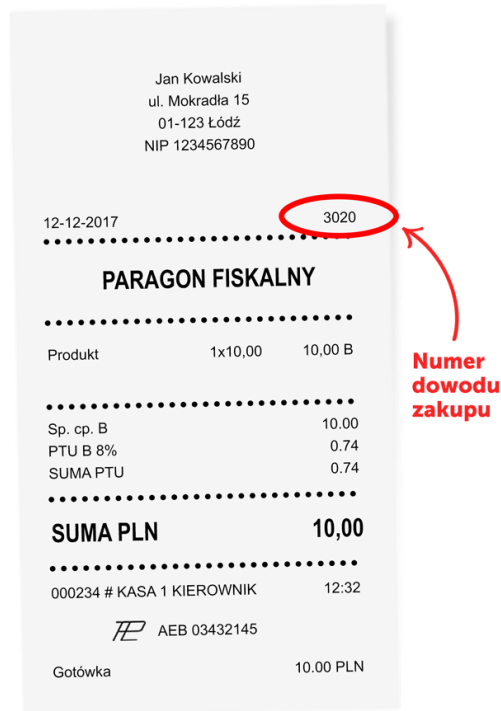 Jan Kowalski
ul. Mokradła 15
01-123 Łódź
NIP 1234567890
12-12-2017 3020
PARAGON FISKALNY
Produkt 1x10,00 10,00 B
Sp. cp. B 10.00
PTU B 8% 0.74
SUMA PTU 0.74
SUMA PLN 10,00
000234 # KASA 1 KIEROWNIK 12:32
AEB 03432145
Gotówka 10.00 PLN
Numer
dowodu
zakupu